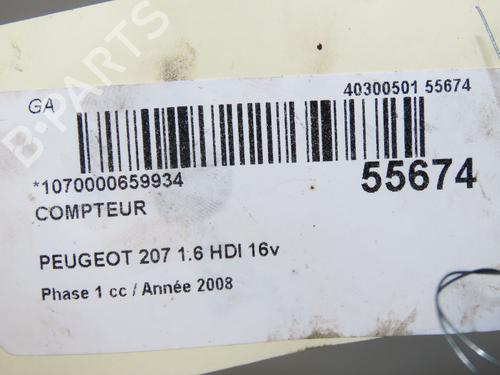 B-PARTS
GA
40300501 55674
*1070000659934
55674
COMPTEUR
PEUGEOT 207 1.6 HDI 16v
Phase 1 cc / Année 2008